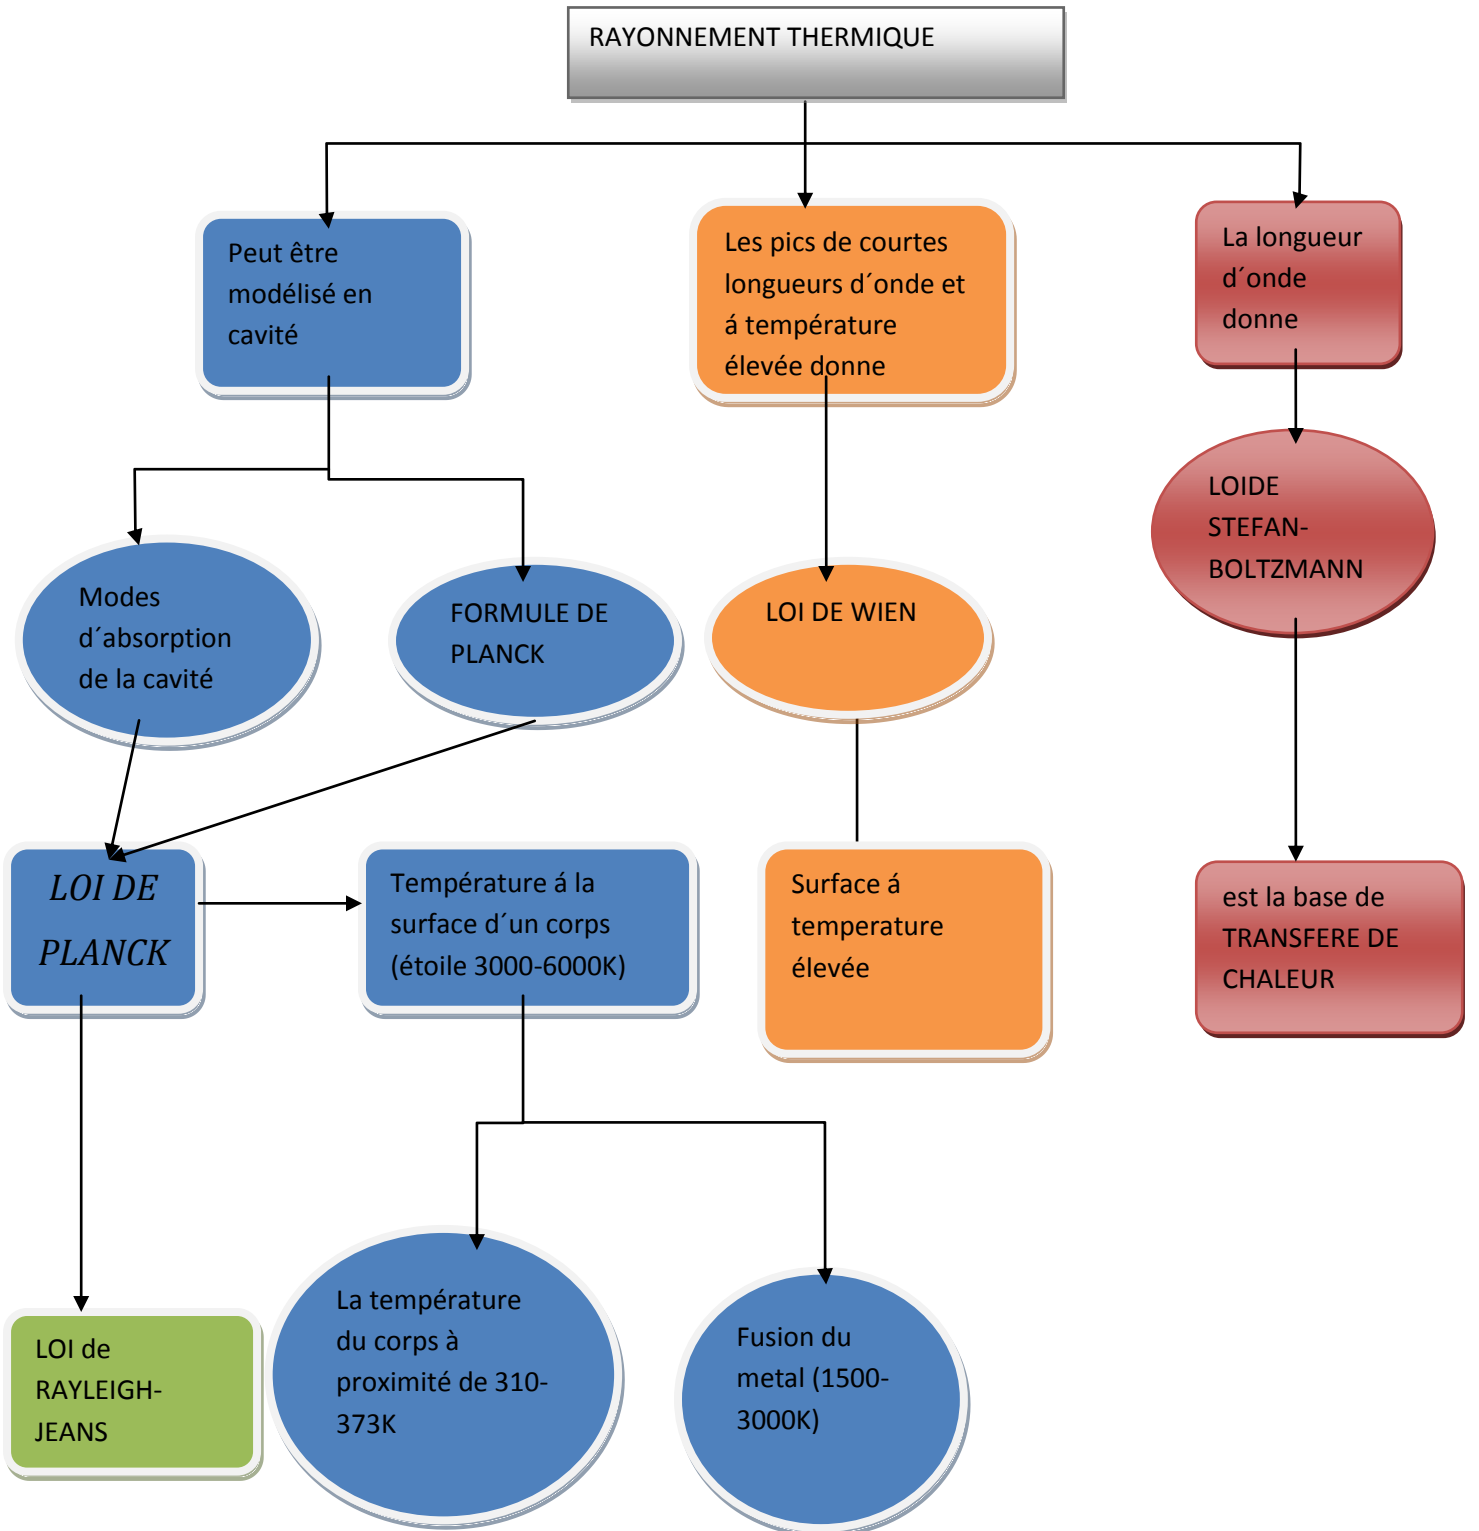 RAYONNEMENT THERMIQUE
Peut être
modélisé en
cavité
Les pics de courtes
longueurs d´onde et
á température
élevée donne
La longueur
d´onde
donne
Modes
d´absorption
de la cavité
FORMULE DE
PLANCK
LOI DE WIEN
LOIDE
STEFAN-
BOLTZMANN
LOI DE
PLANCK
Température á la
surface d´un corps
(étoile 3000-6000K)
Surface á
temperature
élevée
est la base de
TRANSFERE DE
CHALEUR
LOI de
RAYLEIGH-
JEANS
La température
du corps à
proximité de 310-
373K
Fusion du
metal (1500-
3000K)